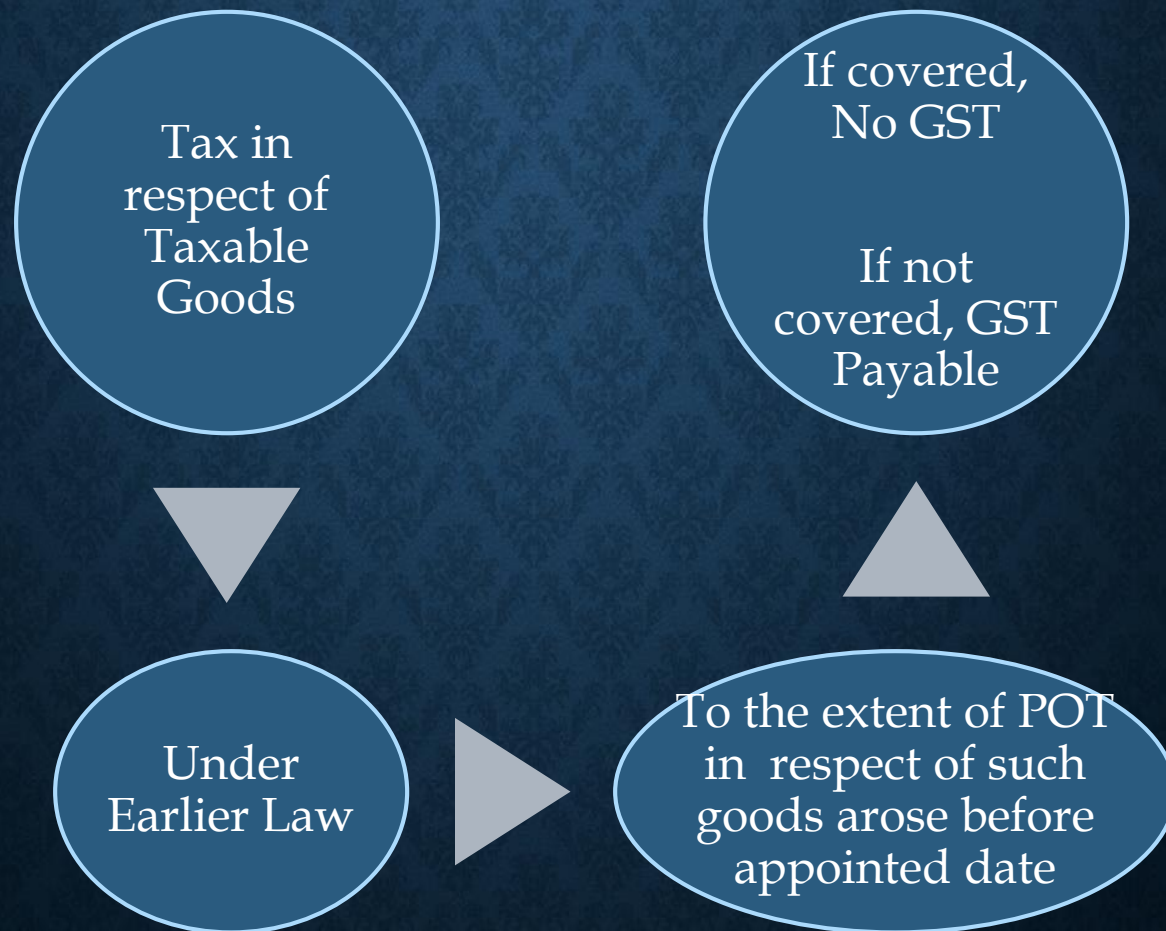 Tax in
respect of
Taxable
Goods
Under
Earlier Law
To the extent of POT
in respect of such
goods arose before
appointed date
If covered,
No GST
If not
covered, GST
Payable